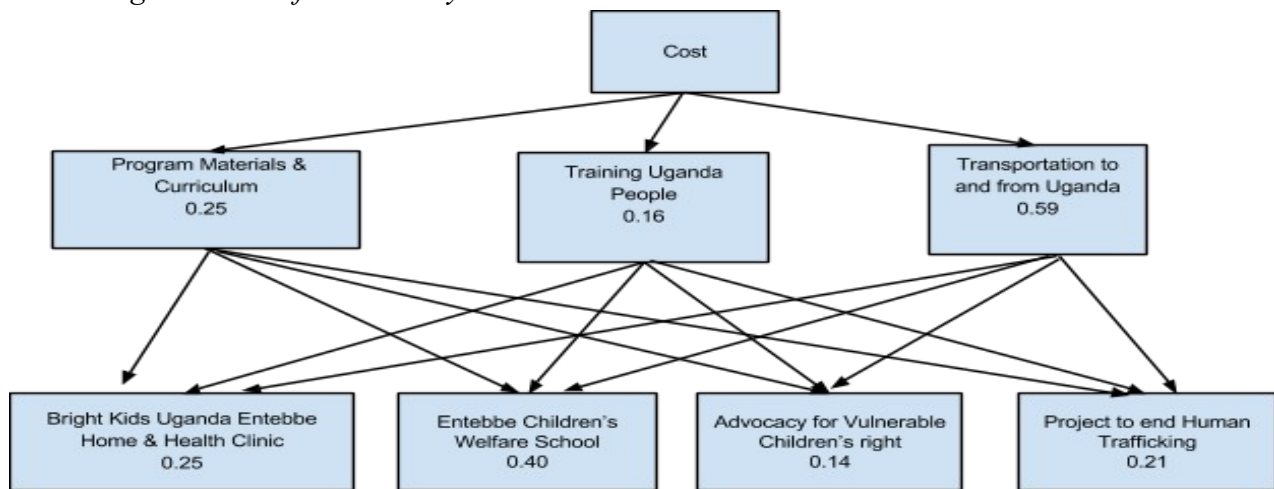 Cost
Program Materials &
Curriculum
0.25
Training Uganda
People
0.16
Transportation to
and from Uganda
0.59
Bright Kids Uganda Entebbe
Home & Health Clinic
0.25
Entebbe Children's
Welfare School
0.40
Advocacy for Vulnerable
Children's right
0.14
Project to end Human
Trafficking
0.21